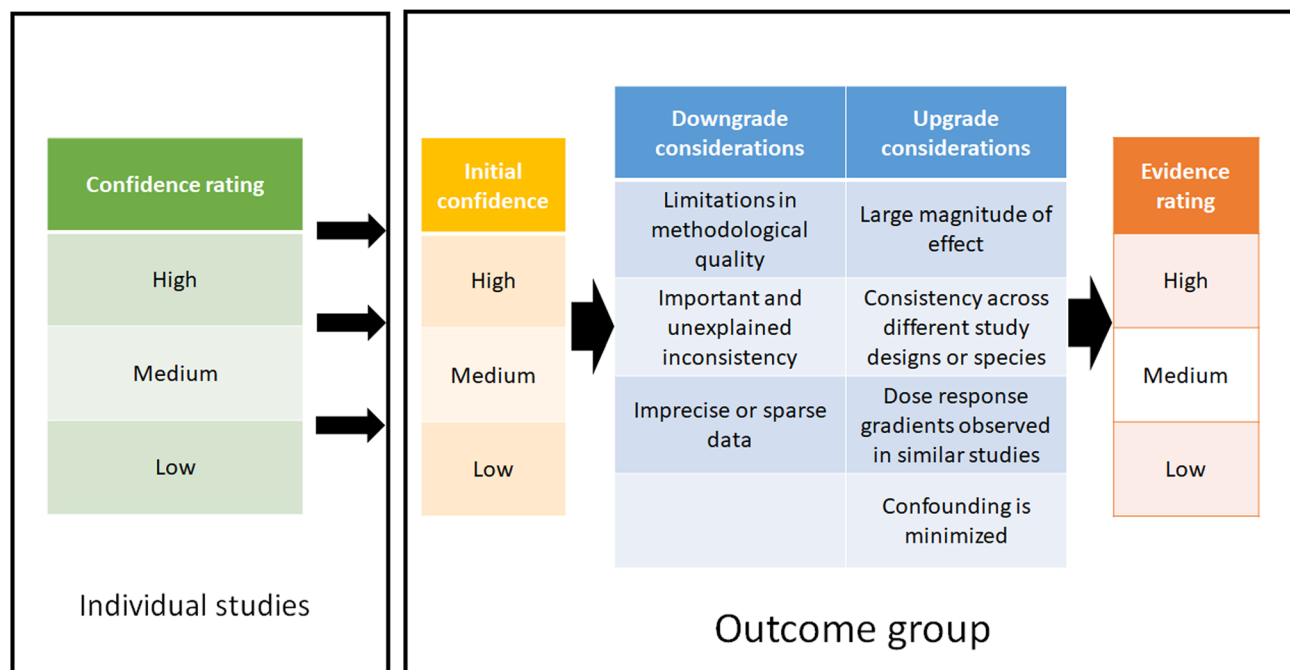 Confidence rating
High
Medium
Low
Individual studies
Initial
confidence
High
Medium
Low
Downgrade
considerations
Limitations in
methodological
quality
Important and
unexplained
inconsistency
Imprecise or sparse
data
Upgrade
considerations
Large magnitude of
effect
Consistency across
different study
designs or species
Dose response
gradients observed
in similar studies
Confounding is
minimized
Evidence
rating
High
Medium
Low
Outcome group